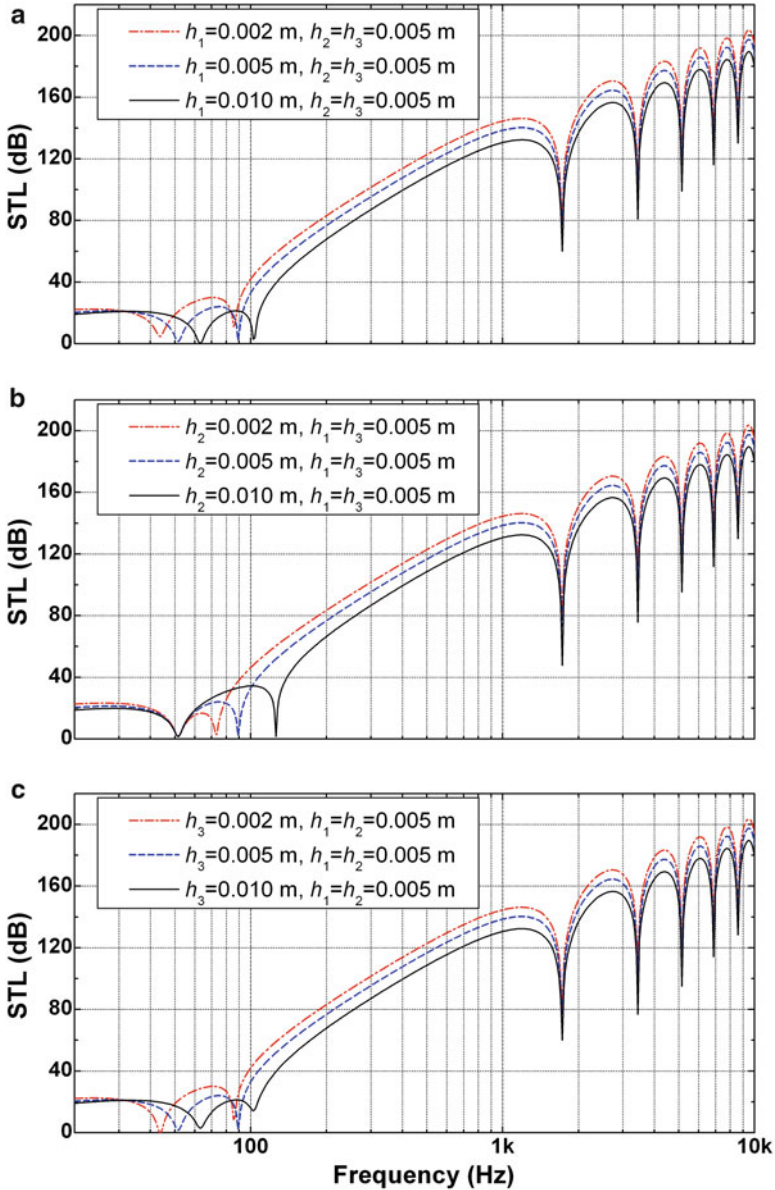 a
200
160
120
80
40
0
STL (dB)
h₁=0.002 m, h₂=h₃=0.005 m
h₁=0.005 m, h₂=h₃=0.005 m
h₁=0.010 m, h₂=h₃=0.005 m
b
200
160
120
80
40
0
STL (dB)
h₂=0.002 m, h₁=h₃=0.005 m
h₂=0.005 m, h₁=h₃=0.005 m
h₂=0.010 m, h₁=h₃=0.005 m
c
200
160
120
80
40
0
STL (dB)
h₃=0.002 m, h₁=h₂=0.005 m
h₃=0.005 m, h₁=h₂=0.005 m
h₃=0.010 m, h₁=h₂=0.005 m
100 1k 10k
Frequency (Hz)